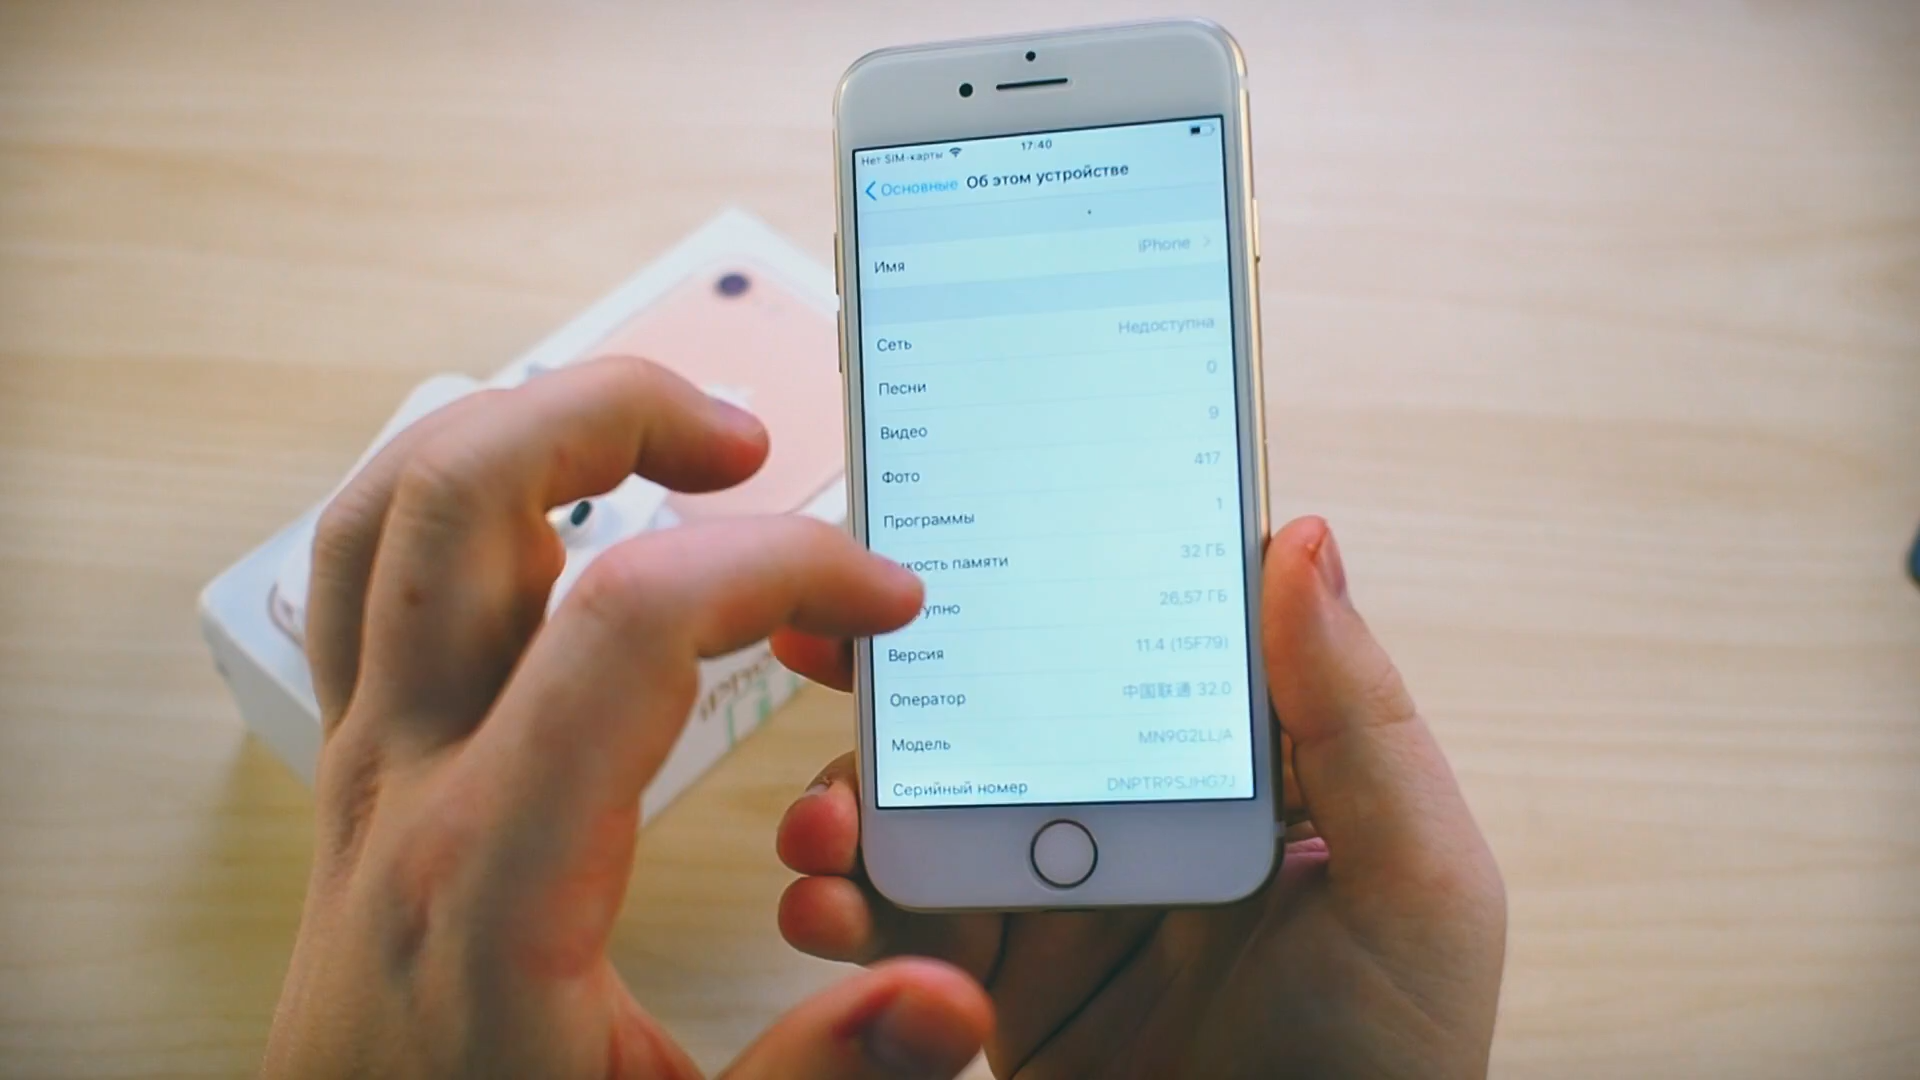 Нет SIM-карты 17:40
Основные Об этом устройстве
Имя iPhone
Сеть Недоступна
Песни 0
Видео 9
Фото 417
Программы 1
кость памяти 32 ГБ
упно 26,57 ГБ
Версия 11.4 (15F79)
Оператор 中国联通 32.0
Модель MN9G2LL/A
Серийный номер DNPTR9SJHG7J